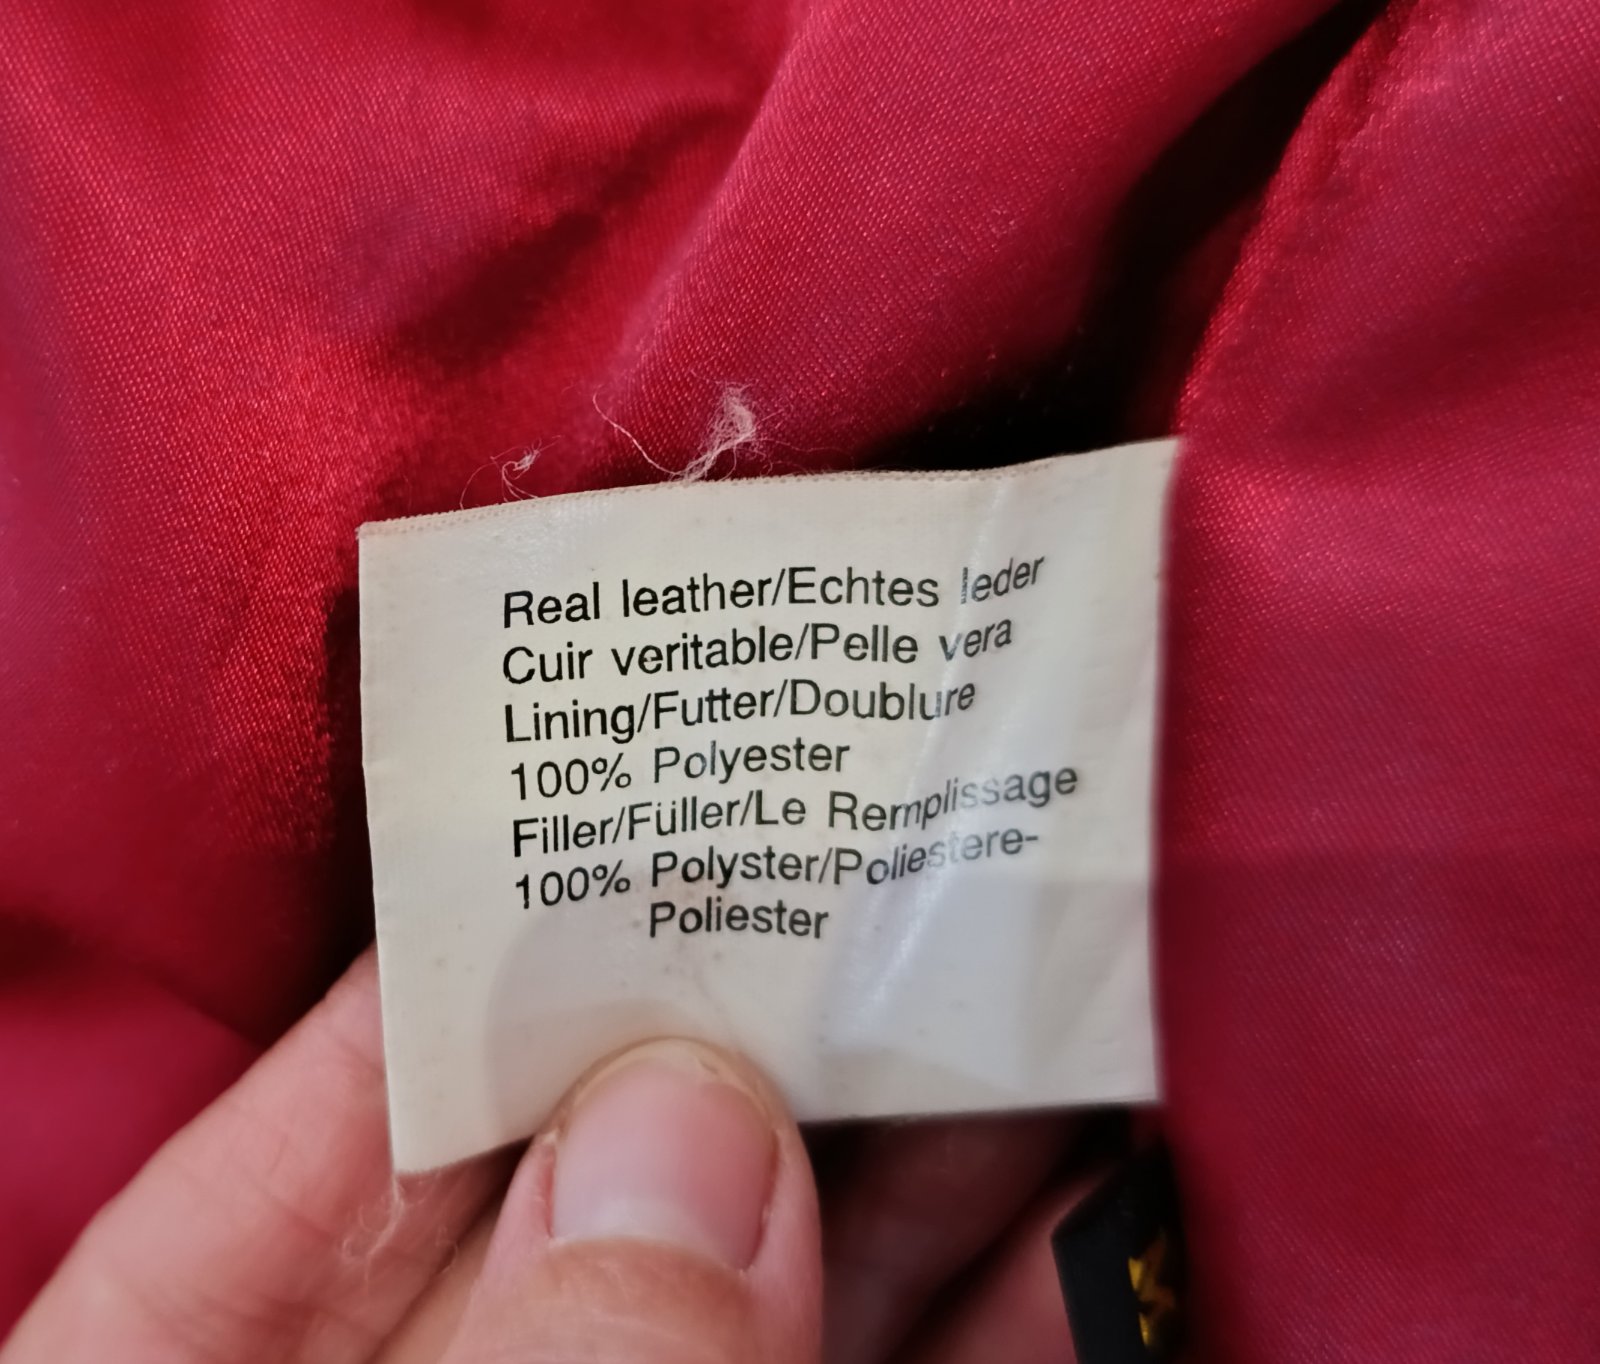 Real leather/Echtes leder
Cuir veritable/Pelle vera
Lining/Futter/Doublure
100% Polyester
Filler/Füller/Le Remplissage
100% Polyster/Poliestere-
Poliester